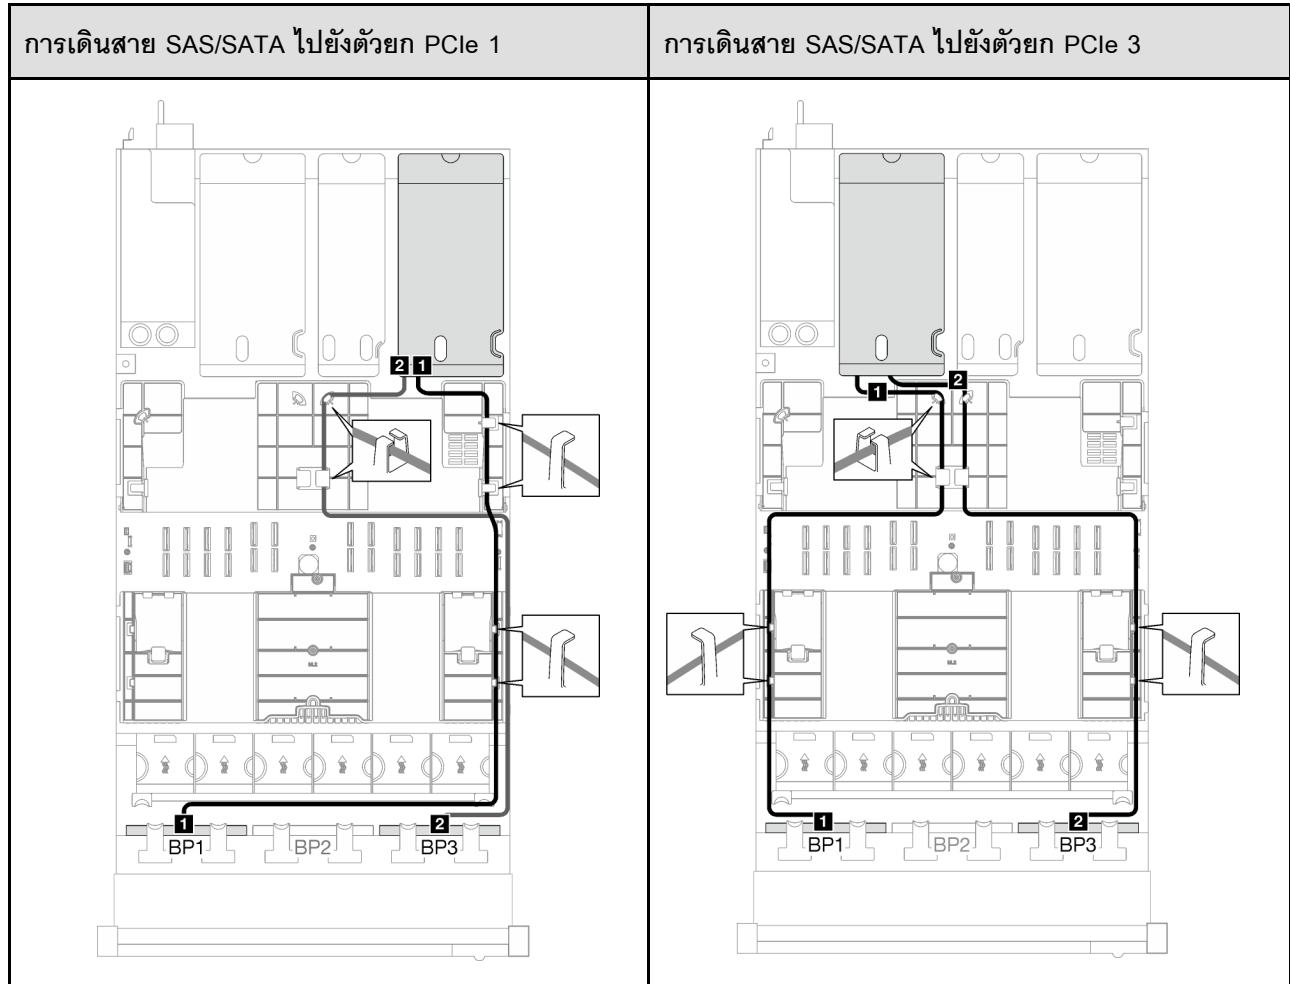 การเดินสาย SAS/SATA ไปยังตัวยก PCIe 1
การเดินสาย SAS/SATA ไปยังตัวยก PCIe 3
2 1
1 2
M.2
M.2
1 2
BP1 BP2 BP3
1 2
BP1 BP2 BP3